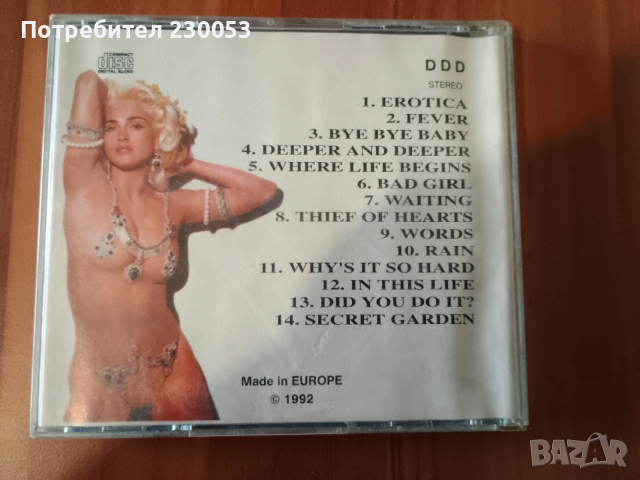 Потребител 230053
COMPACT
disc
DIGITAL AUDIO
DDD
STEREO
1. EROTICA
2. FEVER
3. BYE BYE BABY
4. DEEPER AND DEEPER
5. WHERE LIFE BEGINS
6. BAD GIRL
7. WAITING
8. THIEF OF HEARTS
9. WORDS
10. RAIN
11. WHY'S IT SO HARD
12. IN THIS LIFE
13. DID YOU DO IT?
14. SECRET GARDEN
Made in EUROPE
© 1992
BAZAR